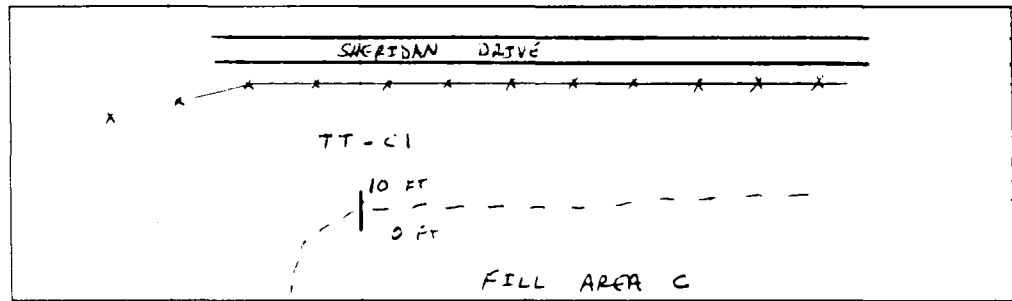 SHERIDAN DRIVE
TT-C1
10 FT
0 FT
FILL AREA C